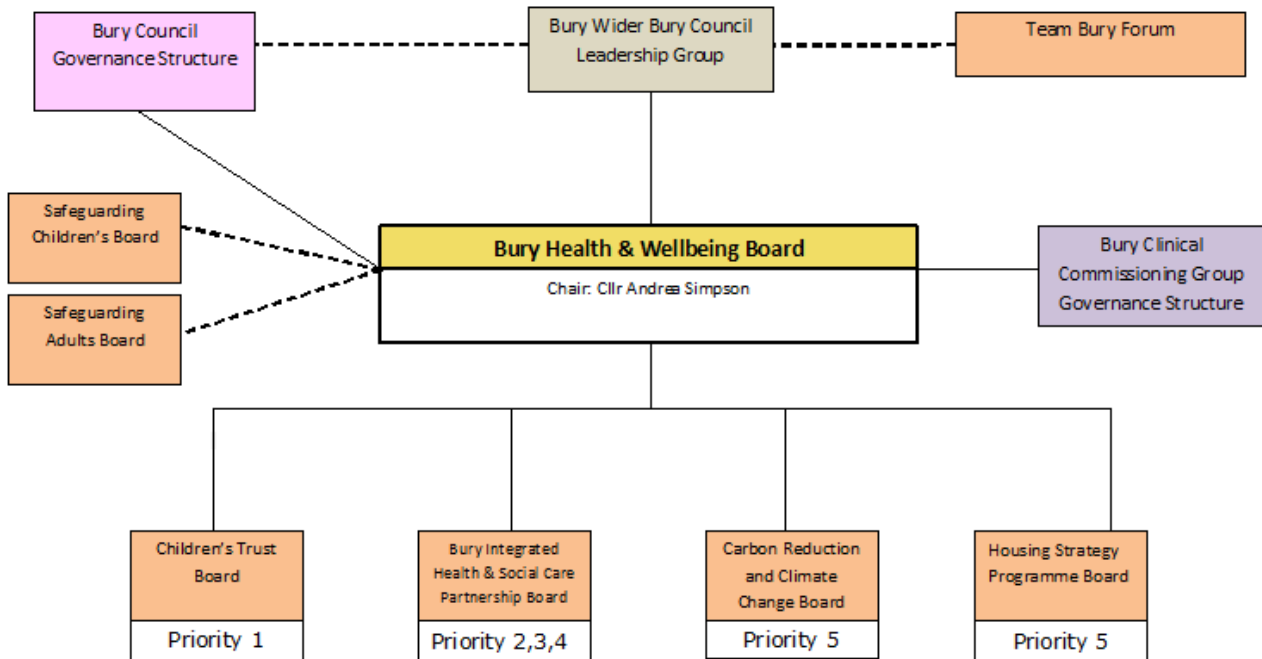 Bury Council
Governance Structure
Bury Wider Bury Council
Leadership Group
Team Bury Forum
Safeguarding
Children's Board
Safeguarding
Adults Board
Bury Health & Wellbeing Board
Chair: Cllr Andrea Simpson
Bury Clinical
Commissioning Group
Governance Structure
Children's Trust
Board
Priority 1
Bury Integrated
Health & Social Care
Partnership Board
Priority 2,3,4
Carbon Reduction
and Climate
Change Board
Priority 5
Housing Strategy
Programme Board
Priority 5